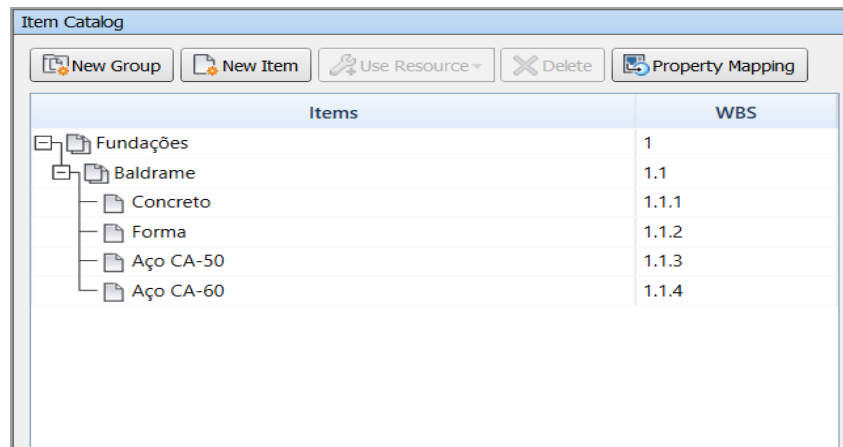 Item Catalog
New Group New Item Use Resource Delete Property Mapping
Items WBS
Fundações 1
Baldrame 1.1
Concreto 1.1.1
Forma 1.1.2
Aço CA-50 1.1.3
Aço CA-60 1.1.4